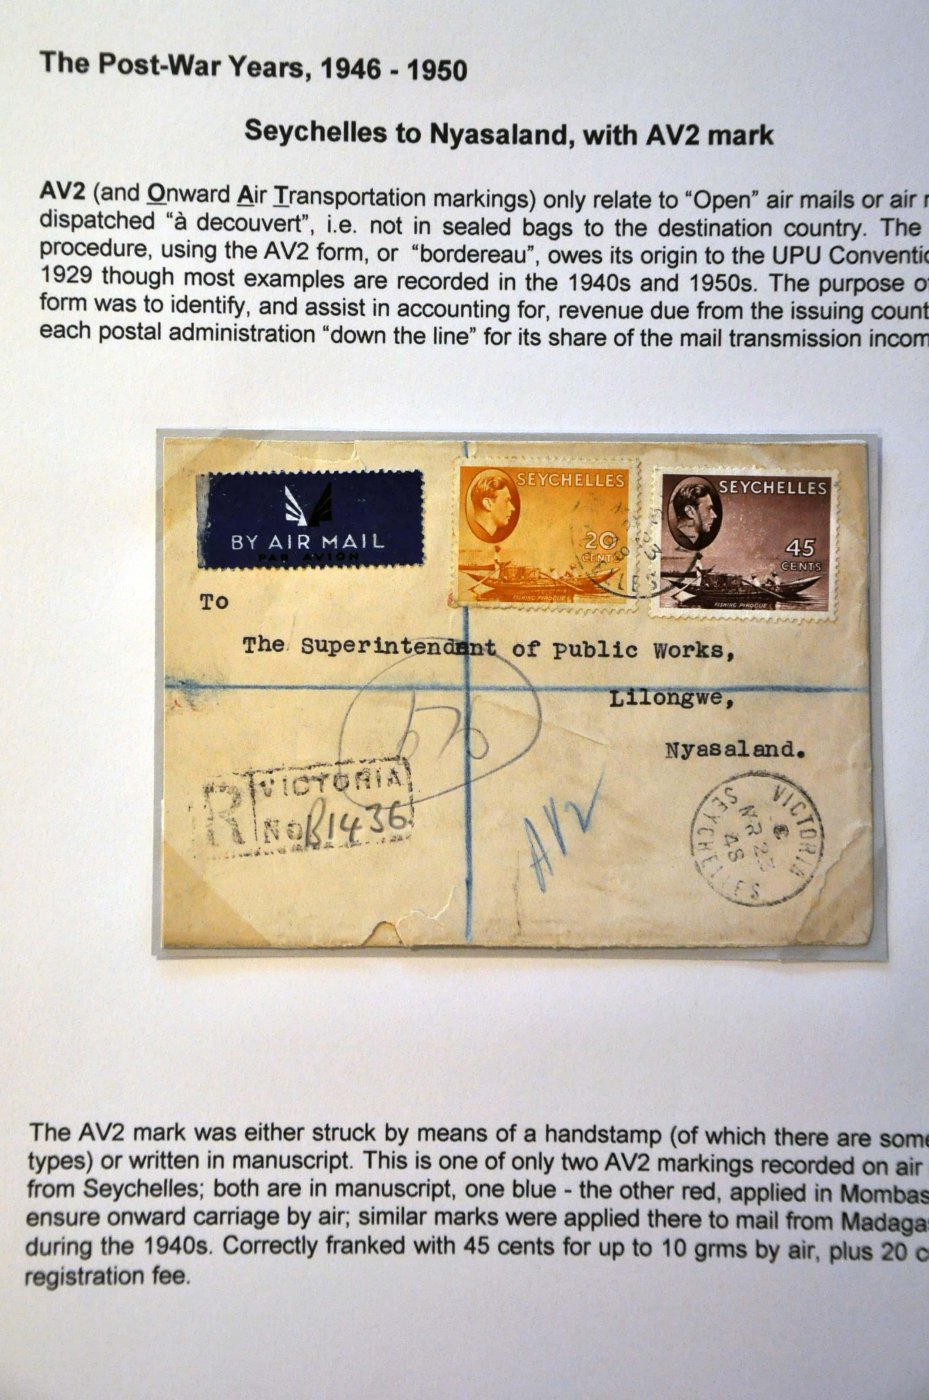 The Post-War Years, 1946 - 1950
Seychelles to Nyasaland, with AV2 mark
AV2 (and Onward Air Transportation markings) only relate to “Open” air mails or air
dispatched “à decouvert”, i.e. not in sealed bags to the destination country. The
procedure, using the AV2 form, or “bordereau”, owes its origin to the UPU
1929 though most examples are recorded in the 1940s and 1950s. The purpose
form was to identify, and assist in accounting for, revenue due from the issuing
each postal administration “down the line” for its share of the mail transmission
BY AIR MAIL
PAR AVION
SEYCHELLES
20
CENTS
FISHING PIROGUE
SEYCHELLES
45
CENTS
FISHING PIROGUE
To
The Superintendent of Public Works,
Lilongwe,
Nyasaland.
R VICTORIA
No B1436
AV2
VICTORIA
MR 23
48
SEYCHELLES
The AV2 mark was either struck by means of a handstamp (of which there are
types) or written in manuscript. This is one of only two AV2 markings recorded on air
from Seychelles; both are in manuscript, one blue - the other red, applied in
ensure onward carriage by air; similar marks were applied there to mail from
during the 1940s. Correctly franked with 45 cents for up to 10 grms by air, plus 20
registration fee.